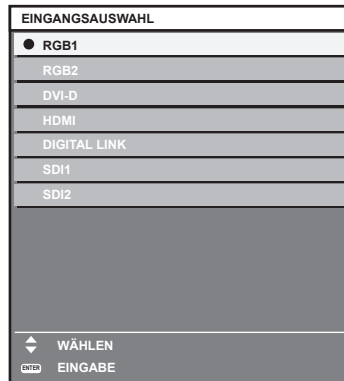 EINGANGSAUSWAHL
RGB1
RGB2
DVI-D
HDMI
DIGITAL LINK
SDI1
SDI2
WÄHLEN
ENTER EINGABE